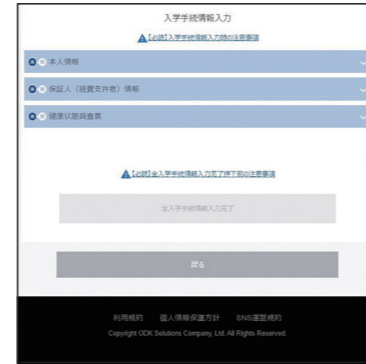 入学手続情報入力
【必読】入学手続情報入力時の注意事項
本人情報
保証人（経費支弁者）情報
健康状態調査票
【必読】全入学手続情報入力完了押下前の注意事項
全入学手続情報入力完了
戻る
利用規約 個人情報保護方針 SNS運営規約
Copyright ODK Solutions Company, Ltd. All Rights Reserved.